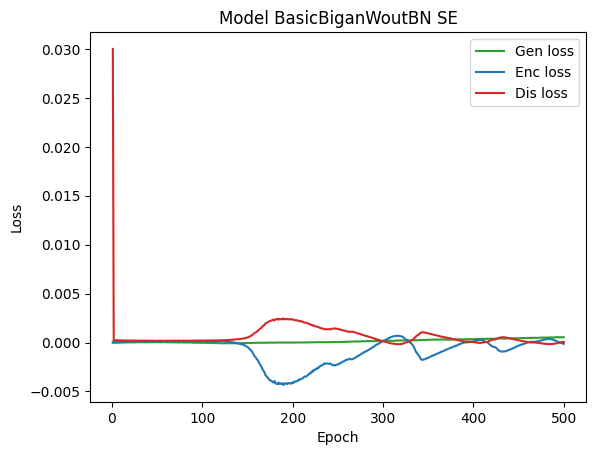 Model BasicBiganWoutBN SE
Gen loss
Enc loss
Dis loss
0.030
0.025
0.020
0.015
0.010
0.005
0.000
−0.005
Loss
0 100 200 300 400 500
Epoch